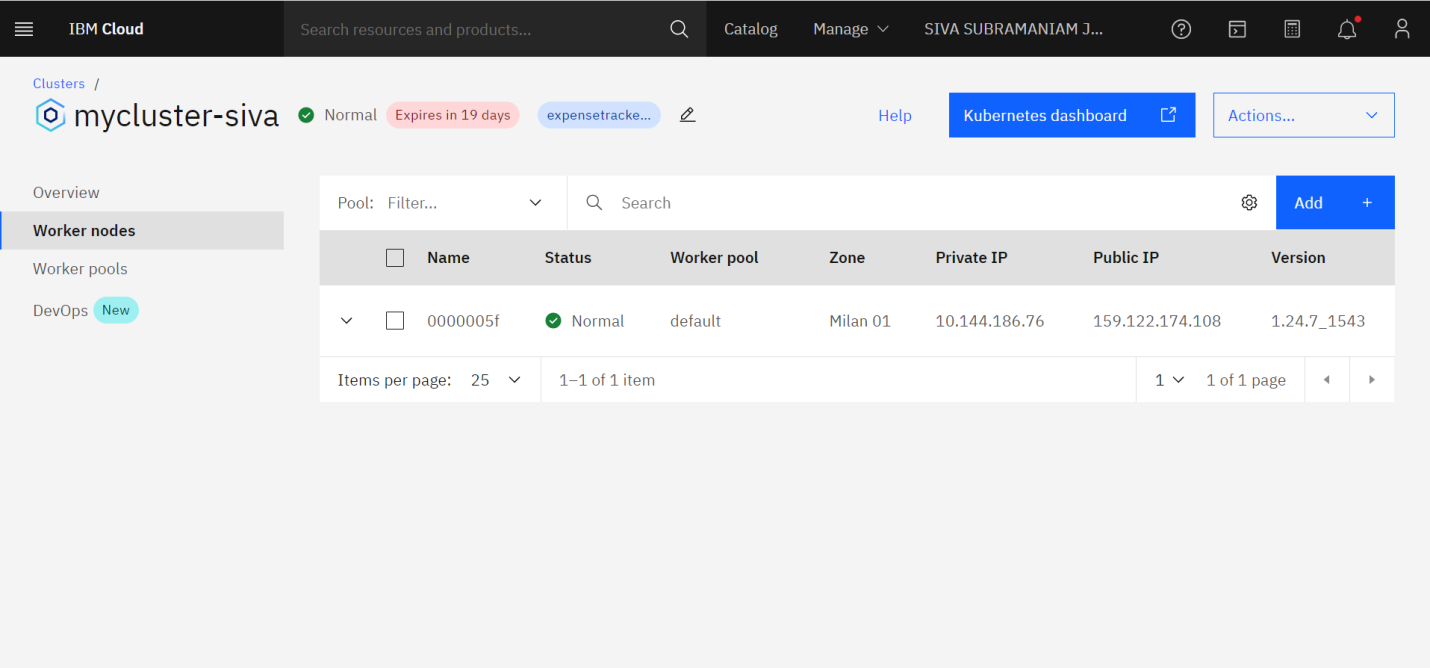 IBM Cloud Search resources and products... Catalog Manage SIVA SUBRAMANIAM J...
Clusters /
mycluster-siva Normal Expires in 19 days expensetracke... Help Kubernetes dashboard Actions...
Overview
Worker nodes
Worker pools
DevOps New
Pool: Filter... Search Add +
Name Status Worker pool Zone Private IP Public IP Version
0000005f Normal default Milan 01 10.144.186.76 159.122.174.108 1.24.7_1543
Items per page: 25 1–1 of 1 item 1 1 of 1 page